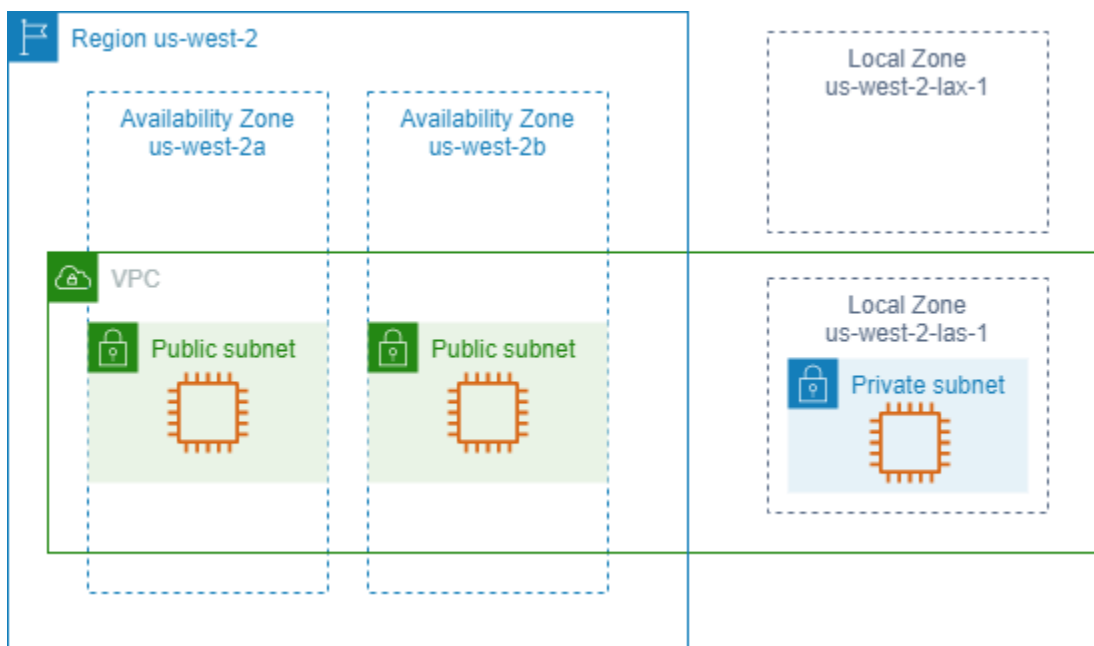 Region us-west-2
Local Zone
us-west-2-lax-1
Availability Zone
us-west-2a
Availability Zone
us-west-2b
VPC
Local Zone
us-west-2-las-1
Public subnet
Public subnet
Private subnet